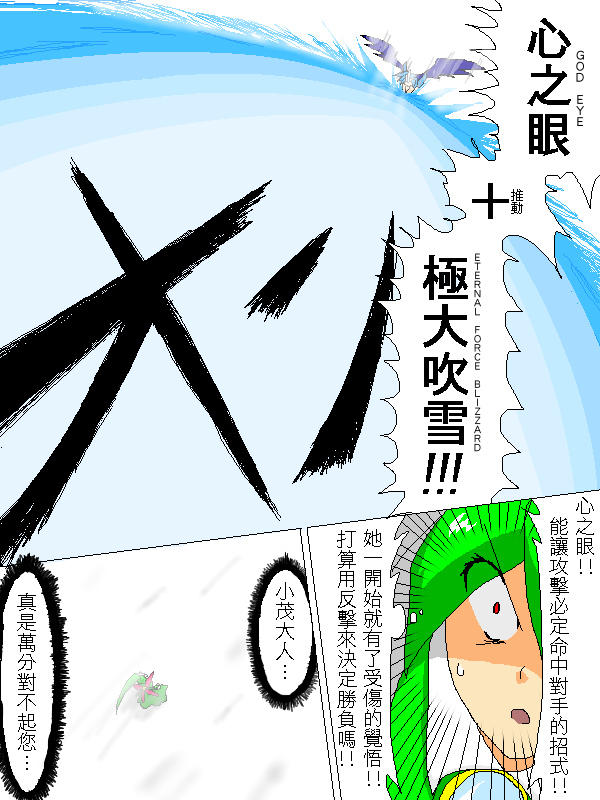 心之眼
GOD EYE
十
推動
極大吹雪!!!
ETERNAL FORCE BLIZZARD
心之眼!!
能讓攻擊必定命中對手的招式!!
她一開始就有了受傷的覺悟!!
打算用反擊來決定勝負嗎!!
小茂大人…
真是萬分對不起您…